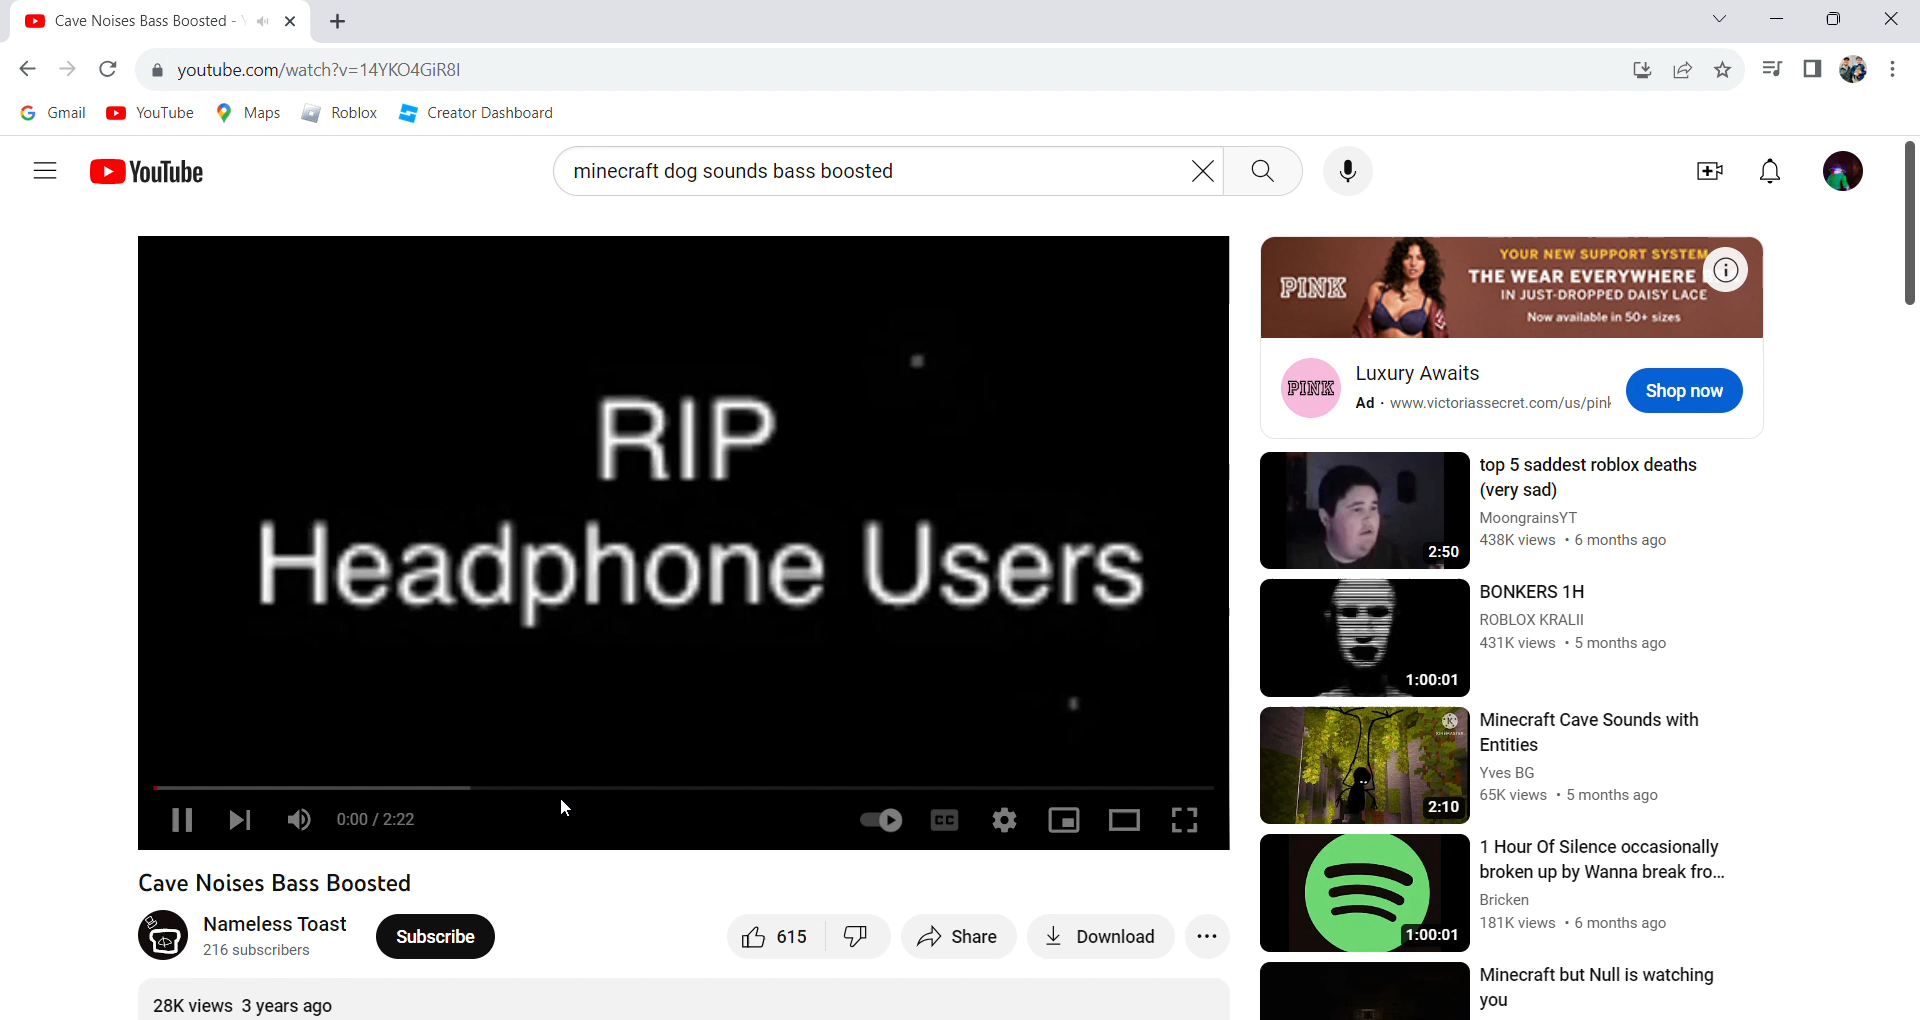 Cave Noises Bass Boosted -
youtube.com/watch?v=14YKO4GiR8I
Gmail YouTube Maps Roblox Creator Dashboard
YouTube
minecraft dog sounds bass boosted
RIP
Headphone Users
0:00 / 2:22
CC
Cave Noises Bass Boosted
Nameless Toast
216 subscribers
Subscribe
615
Share
Download
28K views 3 years ago
PINK
YOUR NEW SUPPORT SYSTEM
THE WEAR EVERYWHERE
IN JUST-DROPPED DAISY LACE
Now available in 50+ sizes
PINK
Luxury Awaits
Ad · www.victoriassecret.com/us/pink
Shop now
2:50
top 5 saddest roblox deaths
(very sad)
MoongrainsYT
438K views • 6 months ago
1:00:01
BONKERS 1H
ROBLOX KRALII
431K views • 5 months ago
2:10
Minecraft Cave Sounds with
Entities
Yves BG
65K views • 5 months ago
1:00:01
1 Hour Of Silence occasionally
broken up by Wanna break fro...
Bricken
181K views • 6 months ago
Minecraft but Null is watching
you